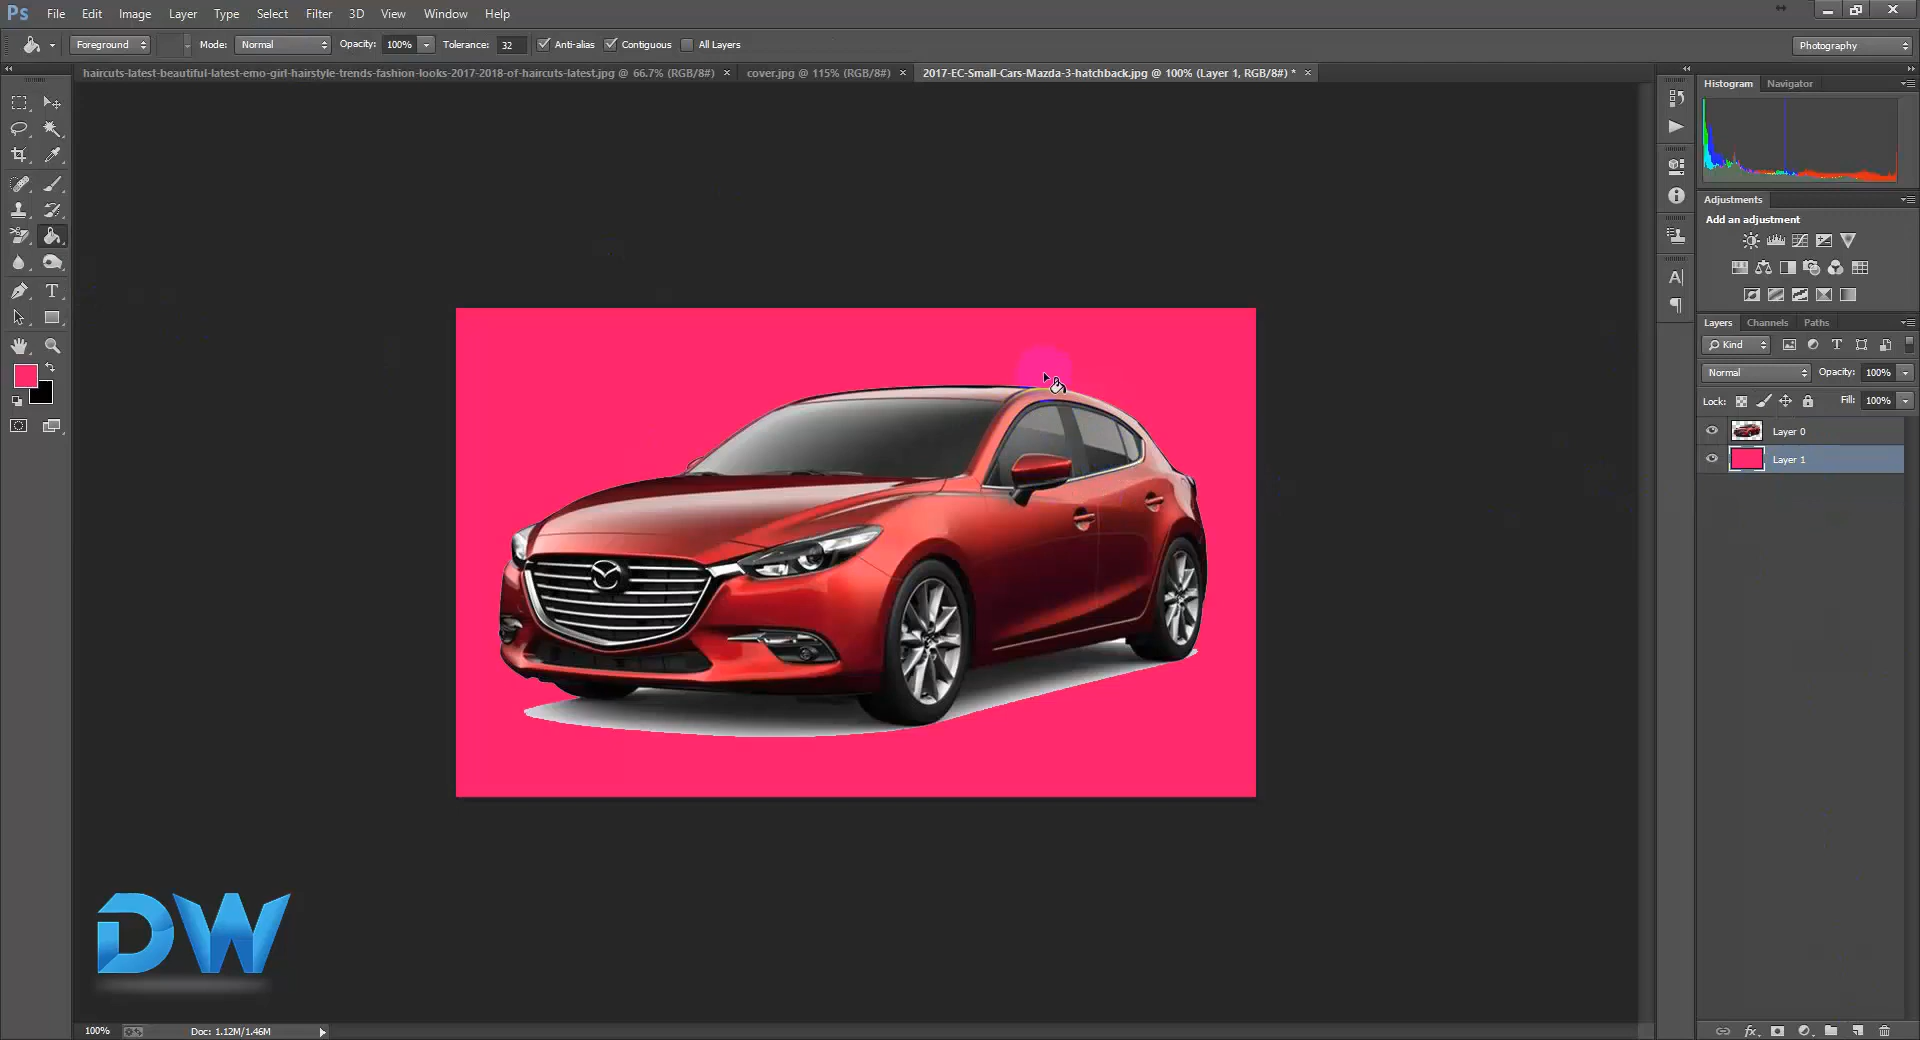 Ps File Edit Image Layer Type Select Filter 3D View Window Help
Foreground Mode: Normal Opacity: 100% Tolerance: 32 Anti-alias Contiguous All Layers Photography
haircuts-latest-beautiful-latest-emo-girl-hairstyle-trends-fashion-looks-2017-2018-of-haircuts-latest.jpg @ 66.7% (RGB/8#) × cover.jpg @ 115% (RGB/8#) × 2017-EC-Small-Cars-Mazda-3-hatchback.jpg @ 100% (Layer 1, RGB/8#) * ×
Histogram Navigator
Adjustments
Add an adjustment
Layers Channels Paths
Kind
Normal Opacity: 100%
Lock: Fill: 100%
Layer 0
Layer 1
DW
100% Doc: 1.12M/1.46M